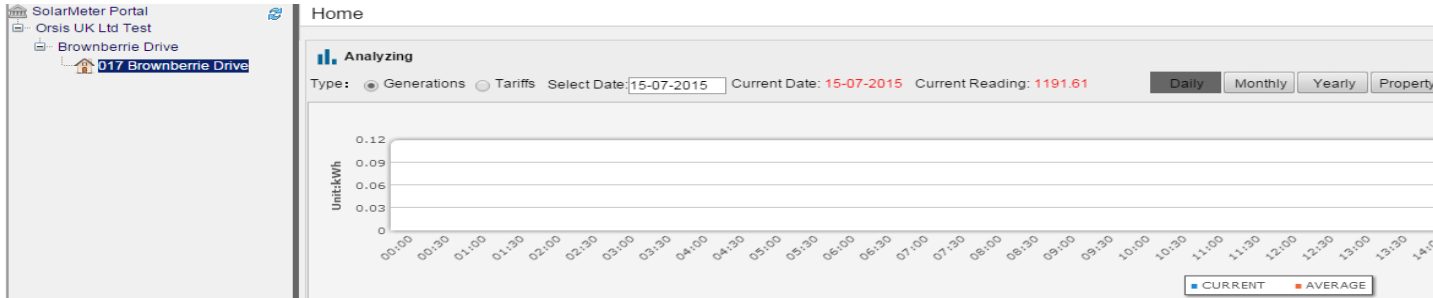 SolarMeter Portal
Orsis UK Ltd Test
Brownberrie Drive
017 Brownberrie Drive
Home
Analyzing
Type: Generations Tariffs Select Date: 15-07-2015 Current Date: 15-07-2015 Current Reading: 1191.61 Daily Monthly Yearly Property
Unit:kWh
0.12
0.09
0.06
0.03
0
00:00 00:30 01:00 01:30 02:00 02:30 03:00 03:30 04:00 04:30 05:00 05:30 06:00 06:30 07:00 07:30 08:00 08:30 09:00 09:30 10:00 10:30 11:00 11:30 12:00 12:30 13:00 13:30
CURRENT AVERAGE